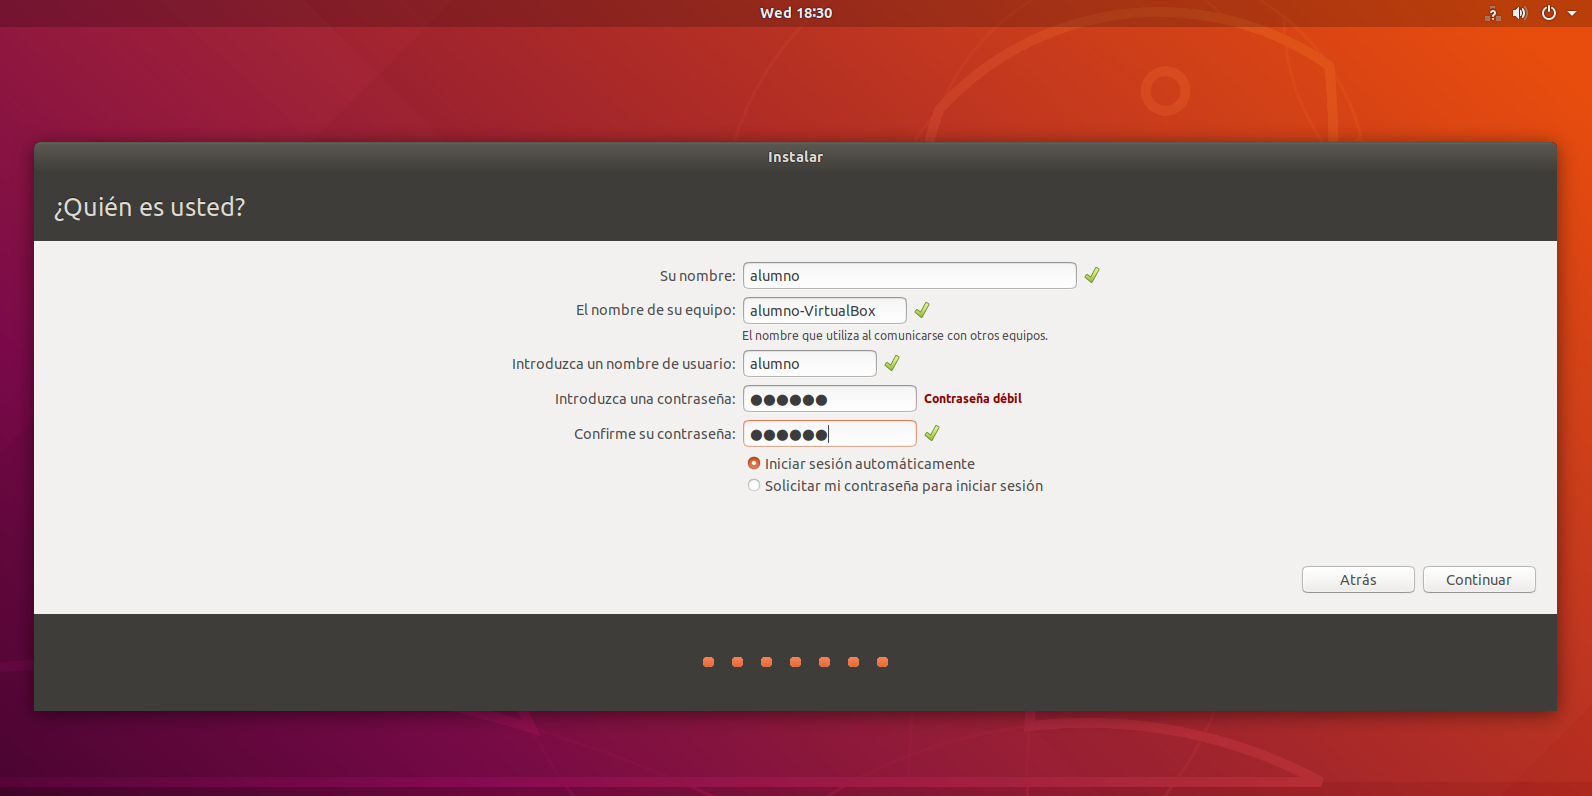 Wed 18:30
Instalar
¿Quién es usted?
Su nombre: alumno
El nombre de su equipo: alumno-VirtualBox
El nombre que utiliza al comunicarse con otros equipos.
Introduzca un nombre de usuario: alumno
Introduzca una contraseña: ●●●●●● Contraseña débil
Confirme su contraseña: ●●●●●●
Iniciar sesión automáticamente
Solicitar mi contraseña para iniciar sesión
Atrás Continuar